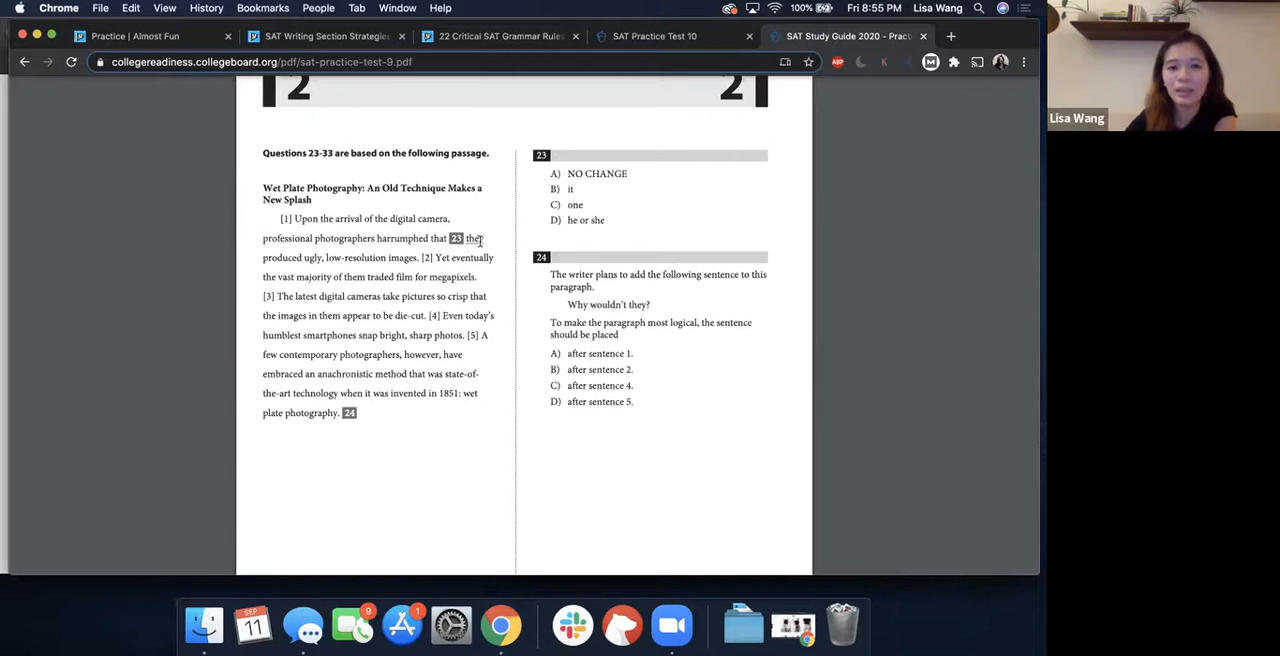 Chrome File Edit View History Bookmarks People Tab Window Help 100% Fri 8:55 PM Lisa Wang
Practice | Almost Fun SAT Writing Section Strategie 22 Critical SAT Grammar Rules SAT Practice Test 10 SAT Study Guide 2020 - Pract
collegereadiness.collegeboard.org/pdf/sat-practice-test-9.pdf
Lisa Wang
2 2
Questions 23-33 are based on the following passage.
Wet Plate Photography: An Old Technique Makes a
New Splash
[1] Upon the arrival of the digital camera,
professional photographers harrumphed that 23 they
produced ugly, low-resolution images. [2] Yet eventually
the vast majority of them traded film for megapixels.
[3] The latest digital cameras take pictures so crisp that
the images in them appear to be die-cut. [4] Even today's
humblest smartphones snap bright, sharp photos. [5] A
few contemporary photographers, however, have
embraced an anachronistic method that was state-of-
the-art technology when it was invented in 1851: wet
plate photography. 24
23
A) NO CHANGE
B) it
C) one
D) he or she
24
The writer plans to add the following sentence to this
paragraph.
Why wouldn't they?
To make the paragraph most logical, the sentence
should be placed
A) after sentence 1.
B) after sentence 2.
C) after sentence 4.
D) after sentence 5.
SEP
11
9
1